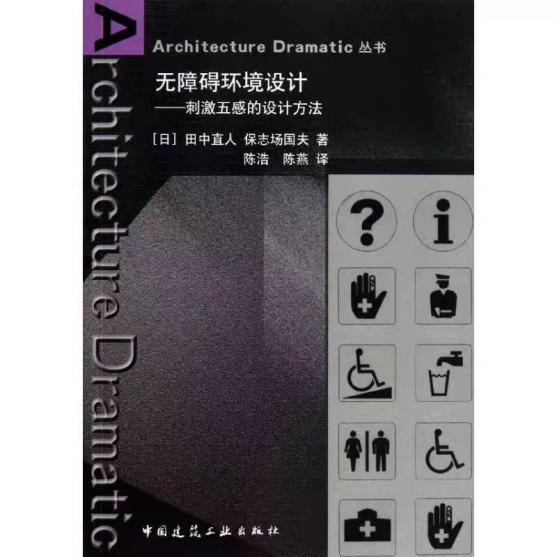 Architecture Dramatic
Architecture Dramatic 丛书
无障碍环境设计
——刺激五感的设计方法
[日] 田中直人 保志场国夫 著
陈浩 陈燕 译
?
i
中国建筑工业出版社